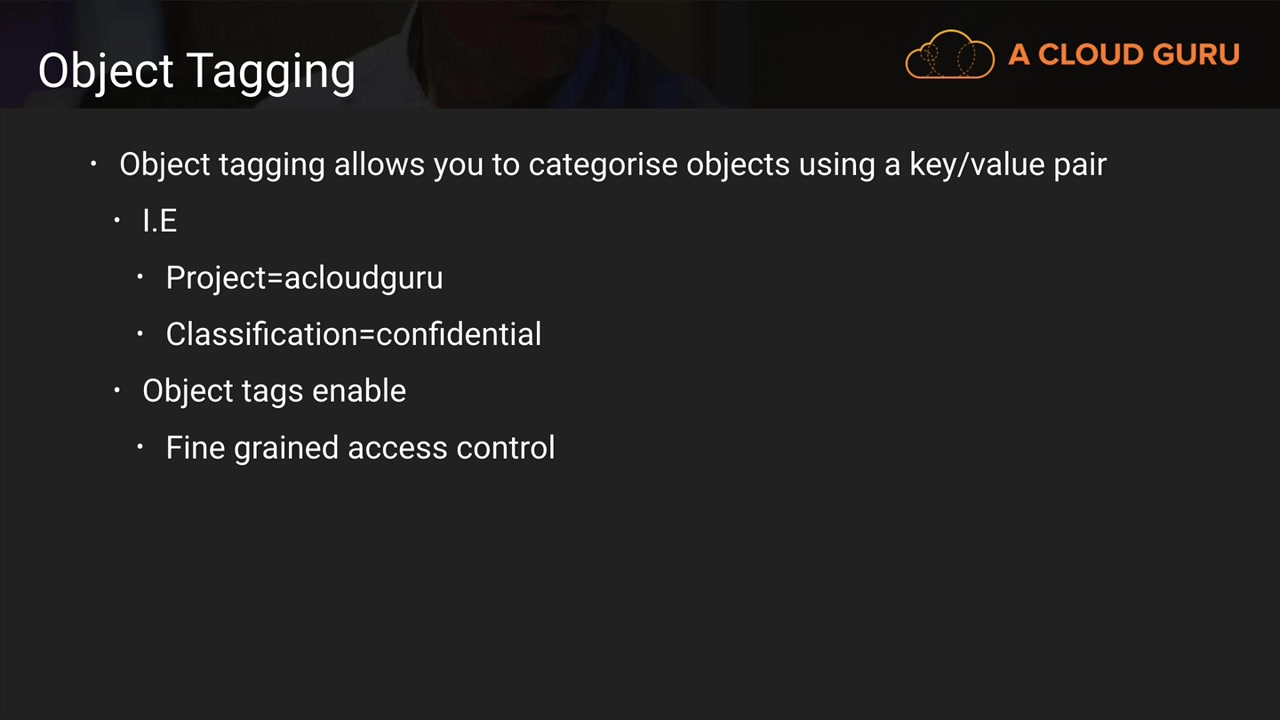 Object Tagging
A CLOUD GURU
Object tagging allows you to categorise objects using a key/value pair
I.E
Project=acloudguru
Classification=confidential
Object tags enable
Fine grained access control